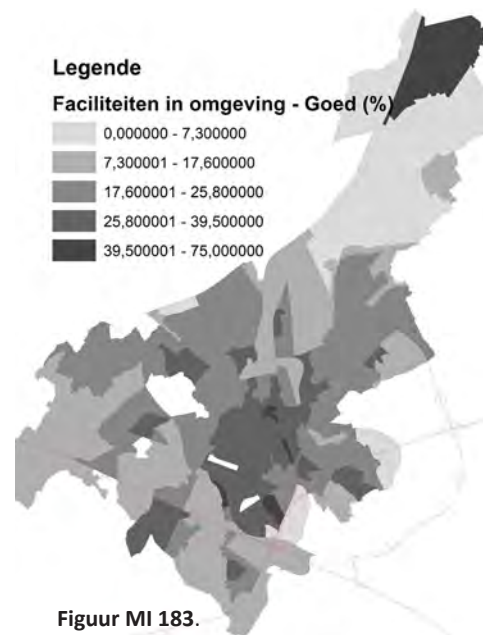 Legende
Faciliteiten in omgeving - Goed (%)
0,000000 - 7,300000
7,300001 - 17,600000
17,600001 - 25,800000
25,800001 - 39,500000
39,500001 - 75,000000
Figuur MI 183.